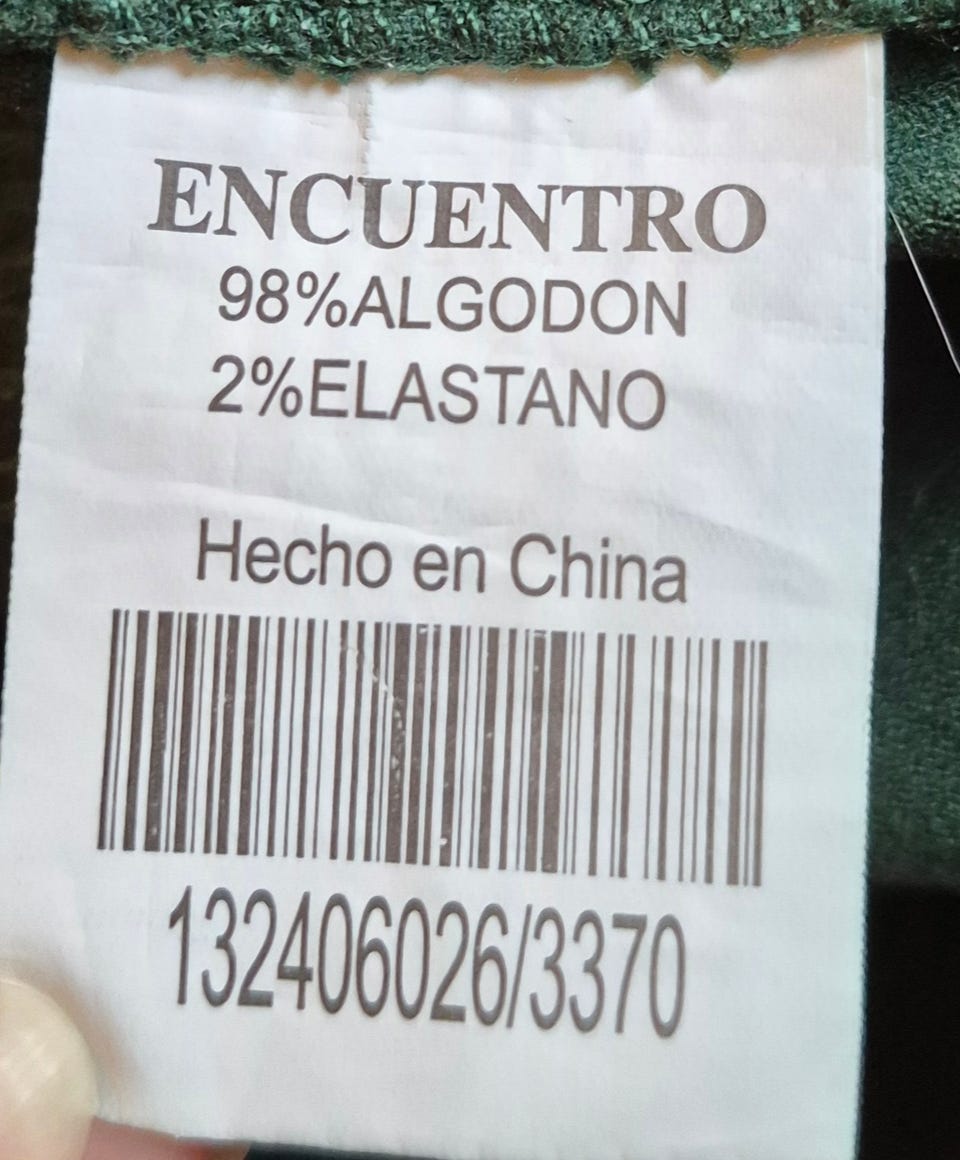 ENCUENTRO
98%ALGODON
2%ELASTANO
Hecho en China
132406026/3370